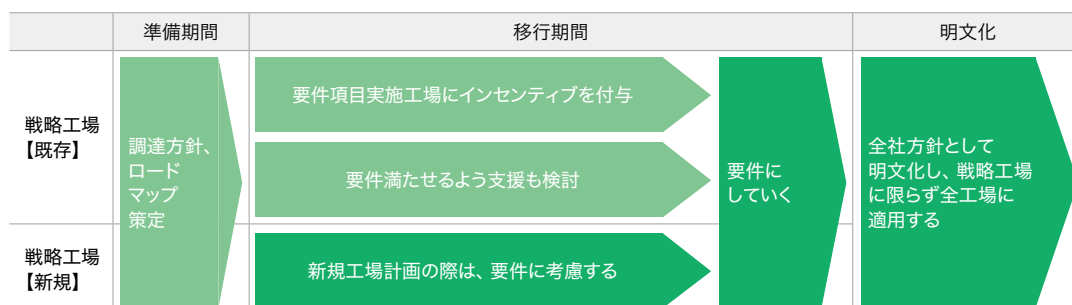 準備期間
移行期間
明文化
戦略工場
【既存】
調達方針、
ロード
マップ
策定
要件項目実施工場にインセンティブを付与
要件満たせるよう支援も検討
要件に
していく
全社方針として
明文化し、戦略工場
に限らず全工場に
適用する
戦略工場
【新規】
新規工場計画の際は、要件に考慮する